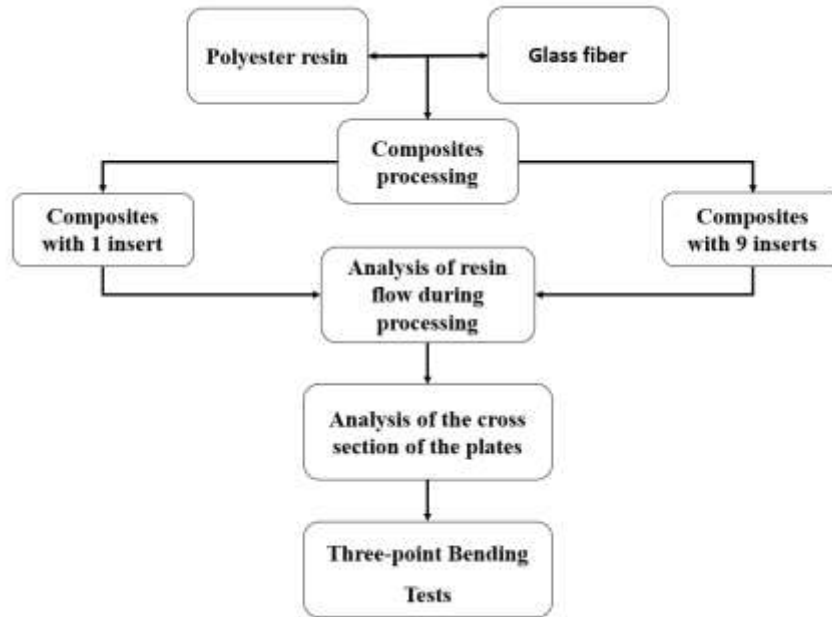 Polyester resin
Glass fiber
Composites
processing
Composites
with 1 insert
Composites
with 9 inserts
Analysis of resin
flow during
processing
Analysis of the cross
section of the plates
Three-point Bending
Tests